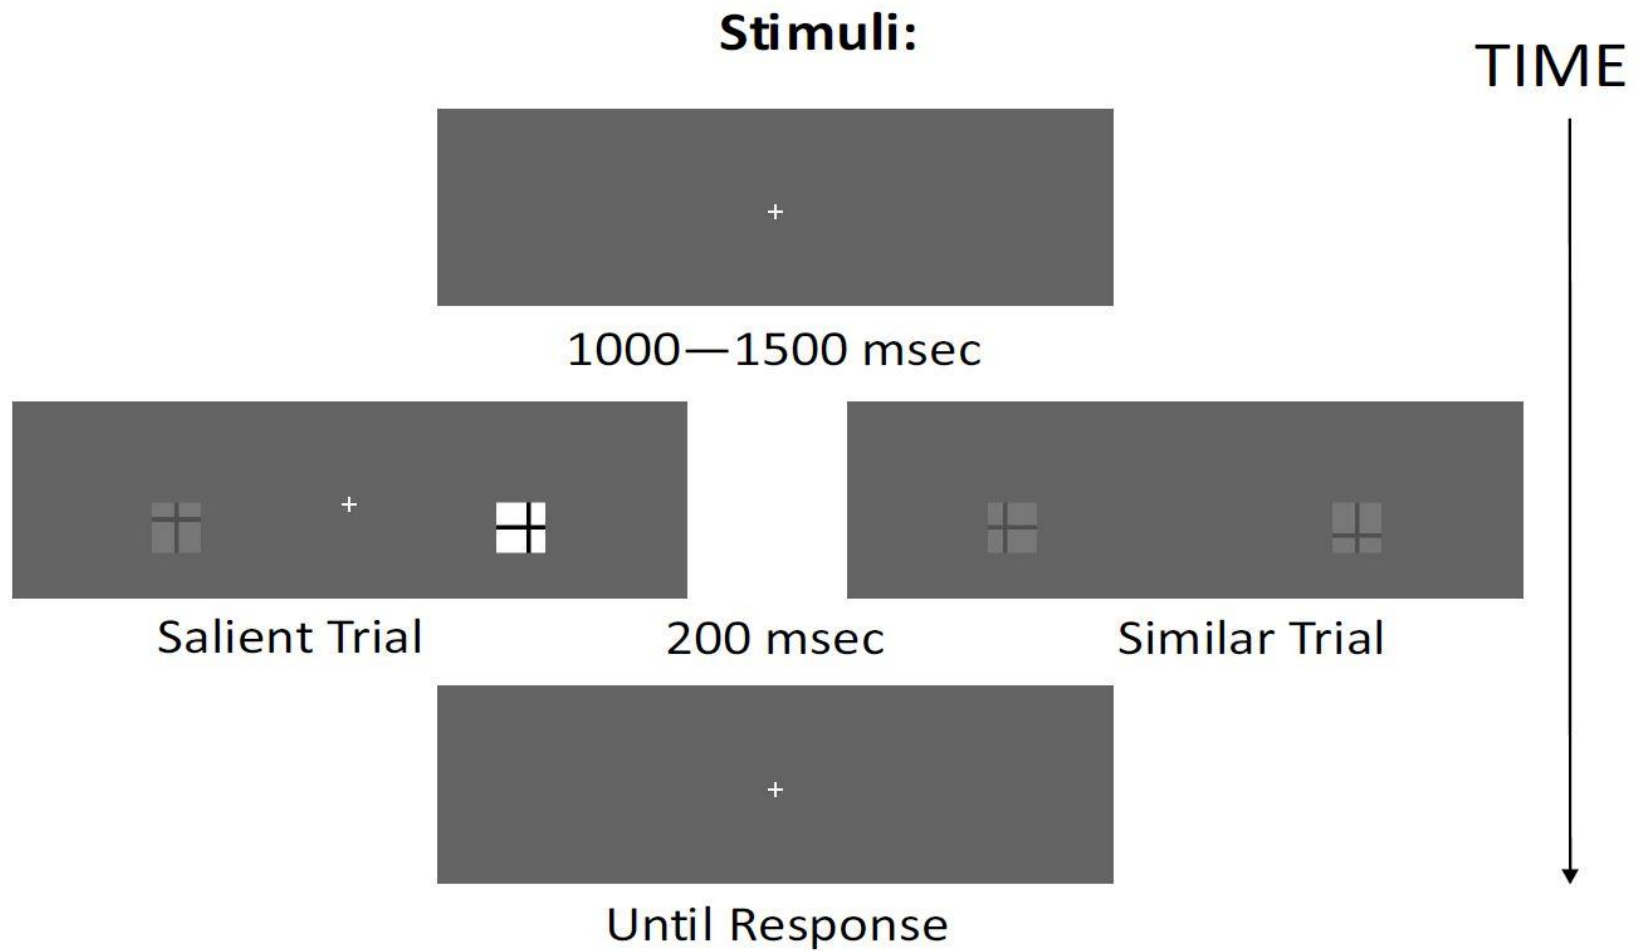 Stimuli:
TIME
1000—1500 msec
Salient Trial
200 msec
Similar Trial
Until Response